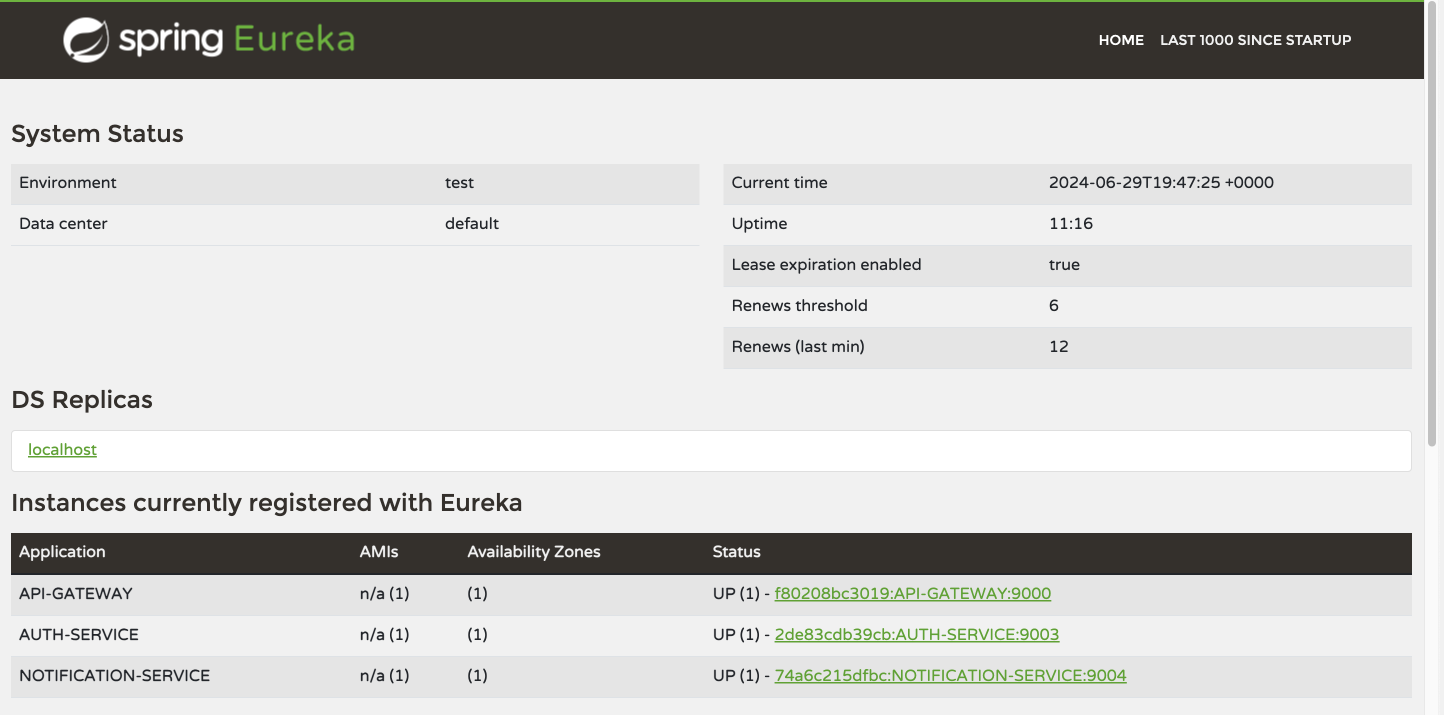 spring Eureka
HOME LAST 1000 SINCE STARTUP
System Status
Environment test
Data center default
Current time 2024-06-29T19:47:25 +0000
Uptime 11:16
Lease expiration enabled true
Renews threshold 6
Renews (last min) 12
DS Replicas
localhost
Instances currently registered with Eureka
Application AMIs Availability Zones Status
API-GATEWAY n/a (1) (1) UP (1) - f80208bc3019:API-GATEWAY:9000
AUTH-SERVICE n/a (1) (1) UP (1) - 2de83cdb39cb:AUTH-SERVICE:9003
NOTIFICATION-SERVICE n/a (1) (1) UP (1) - 74a6c215dfbc:NOTIFICATION-SERVICE:9004